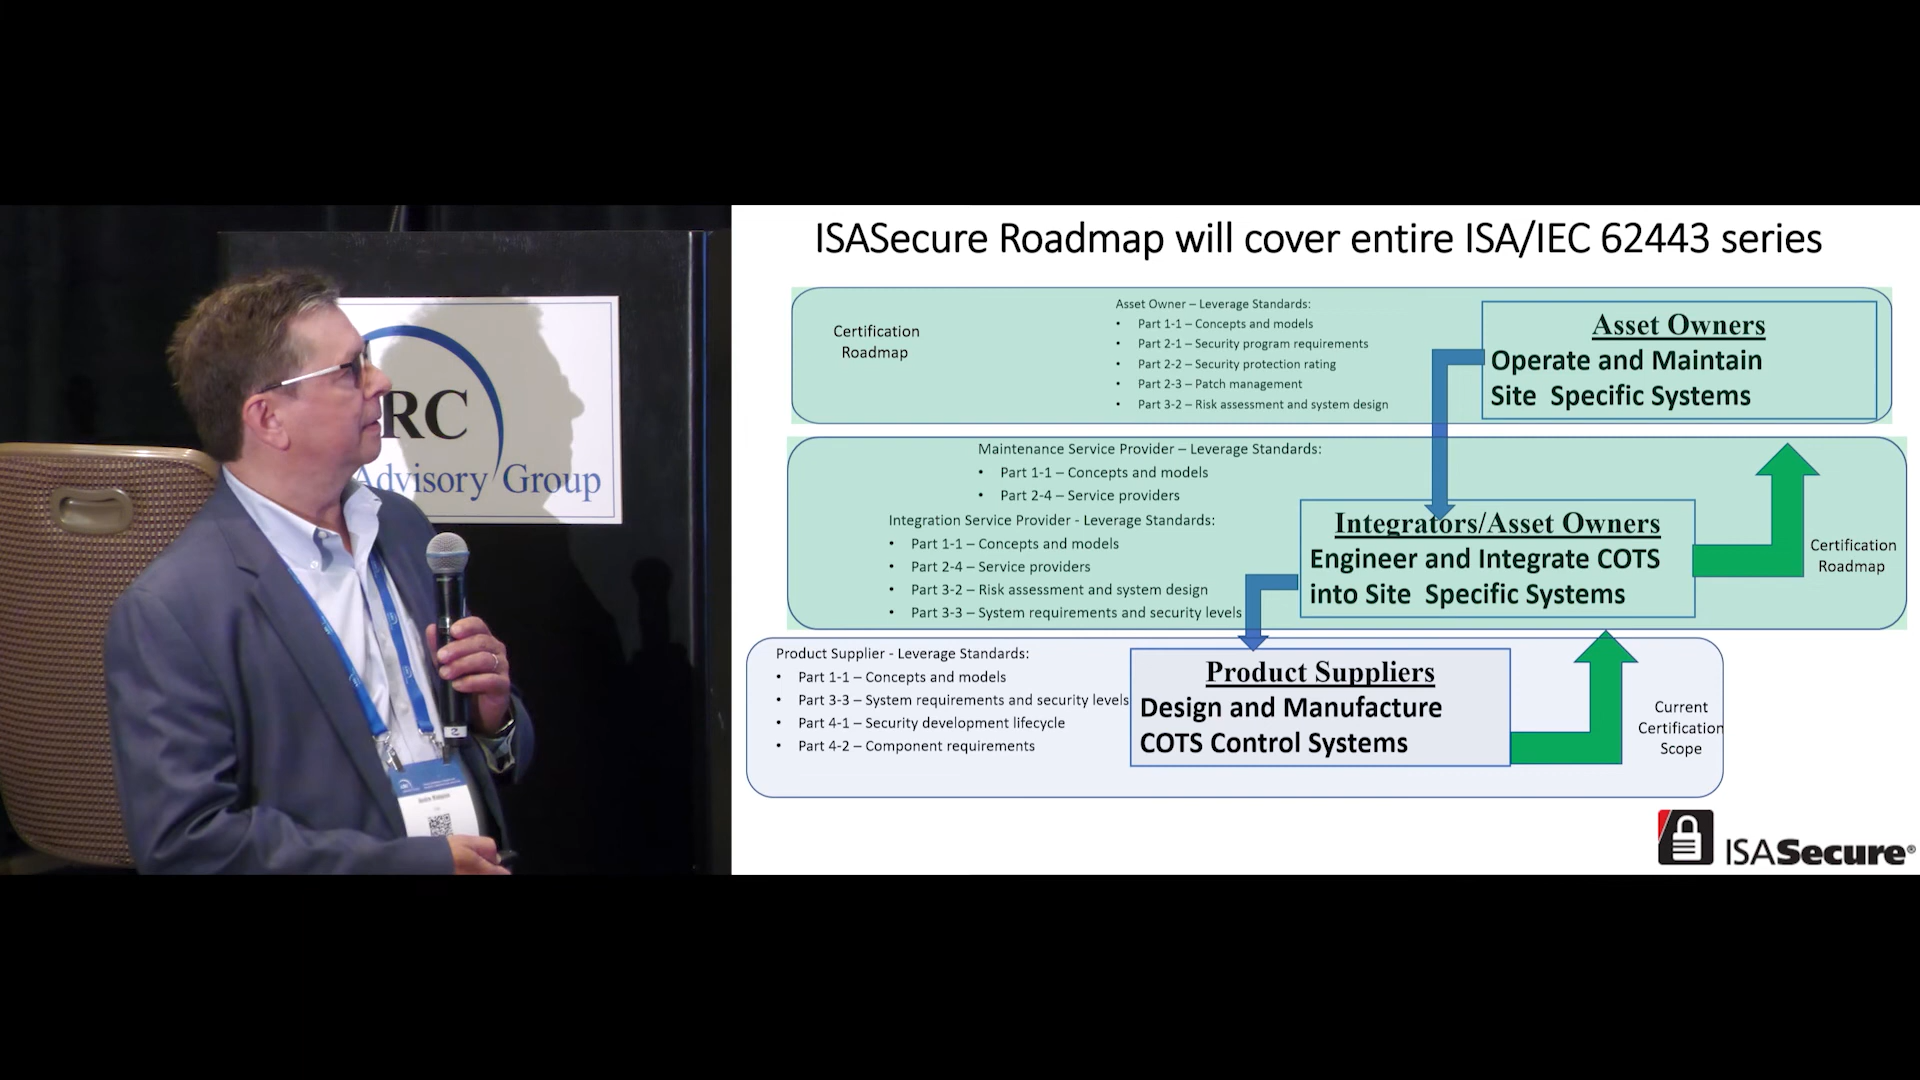 RC
Advisory Group
ISASecure Roadmap will cover entire ISA/IEC 62443 series
Certification
Roadmap
Asset Owner – Leverage Standards:
• Part 1-1 – Concepts and models
• Part 2-1 – Security program requirements
• Part 2-2 – Security protection rating
• Part 2-3 – Patch management
• Part 3-2 – Risk assessment and system design
Asset Owners
Operate and Maintain
Site Specific Systems
Maintenance Service Provider – Leverage Standards:
• Part 1-1 – Concepts and models
• Part 2-4 – Service providers
Integration Service Provider - Leverage Standards:
• Part 1-1 – Concepts and models
• Part 2-4 – Service providers
• Part 3-2 – Risk assessment and system design
• Part 3-3 – System requirements and security levels
Integrators/Asset Owners
Engineer and Integrate COTS
into Site Specific Systems
Certification
Roadmap
Product Supplier - Leverage Standards:
• Part 1-1 – Concepts and models
• Part 3-3 – System requirements and security levels
• Part 4-1 – Security development lifecycle
• Part 4-2 – Component requirements
Product Suppliers
Design and Manufacture
COTS Control Systems
Current
Certification
Scope
ISASecure®